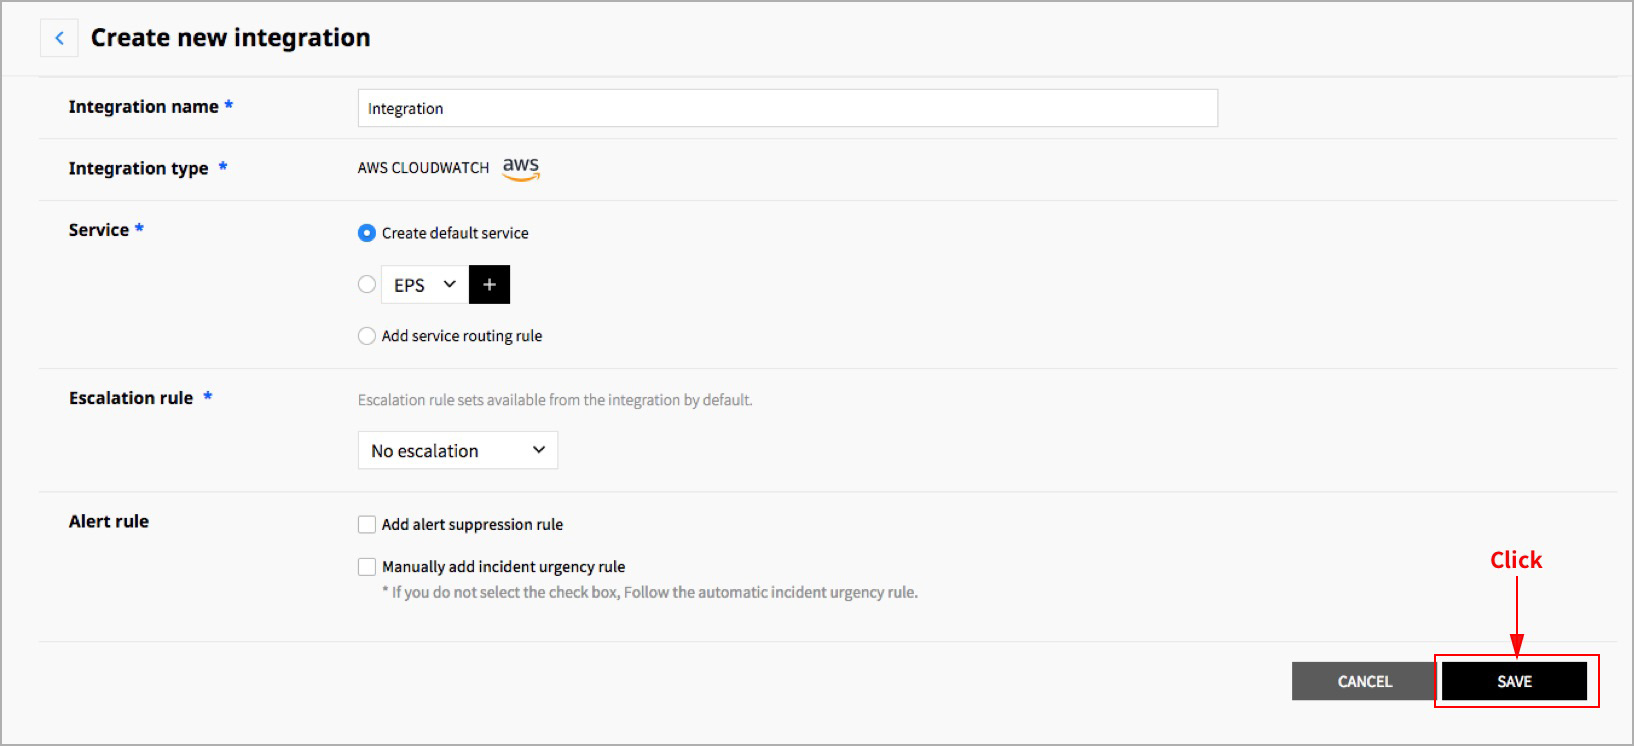 Create new integration
Integration name *
Integration
Integration type *
AWS CLOUDWATCH aws
Service *
Create default service
EPS +
Add service routing rule
Escalation rule *
Escalation rule sets available from the integration by default.
No escalation
Alert rule
Add alert suppression rule
Manually add incident urgency rule
* If you do not select the check box, Follow the automatic incident urgency rule.
Click
CANCEL SAVE